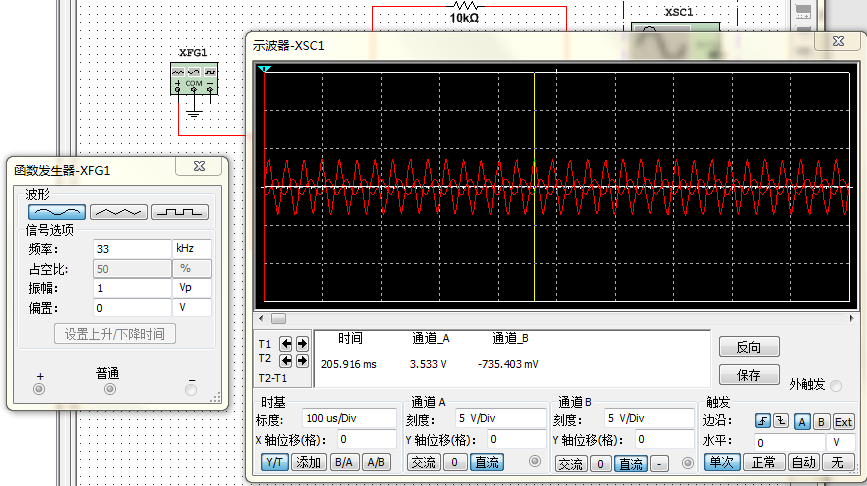 10kΩ
XSC1
XFG1
+ COM −
示波器-XSC1
函数发生器-XFG1
波形
信号选项
频率: 33 kHz
占空比: 50 %
振幅: 1 Vp
偏置: 0 V
设置上升/下降时间
+ 普通 −
时间 通道_A 通道_B
T1
T2 205.916 ms 3.533 V -735.403 mV
T2-T1
反向
保存
外触发
时基
标度: 100 us/Div
X 轴位移(格): 0
Y/T 添加 B/A A/B
通道 A
刻度: 5 V/Div
Y 轴位移(格): 0
交流 0 直流
通道 B
刻度: 5 V/Div
Y 轴位移(格): 0
交流 0 直流 -
触发
边沿: A B Ext
水平: 0 V
单次 正常 自动 无